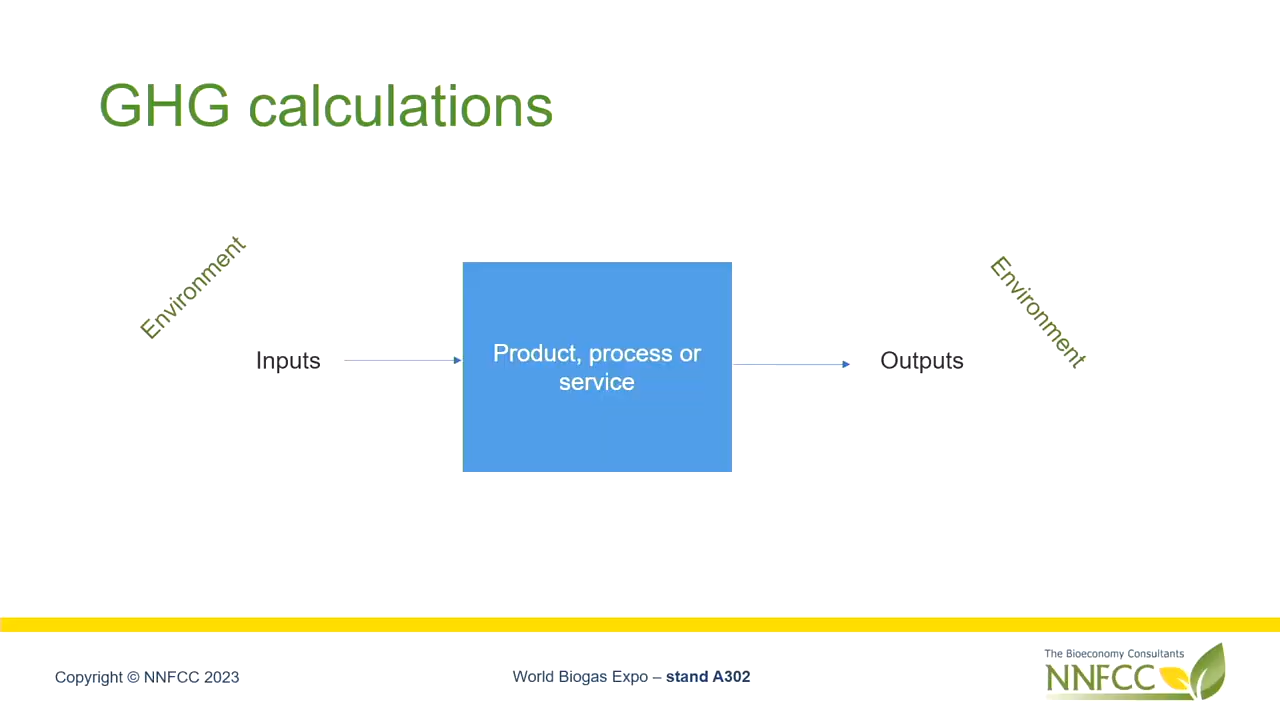 GHG calculations
Environment
Environment
Inputs
Product, process or
service
Outputs
Copyright © NNFCC 2023
World Biogas Expo – stand A302
The Bioeconomy Consultants
NNFCC